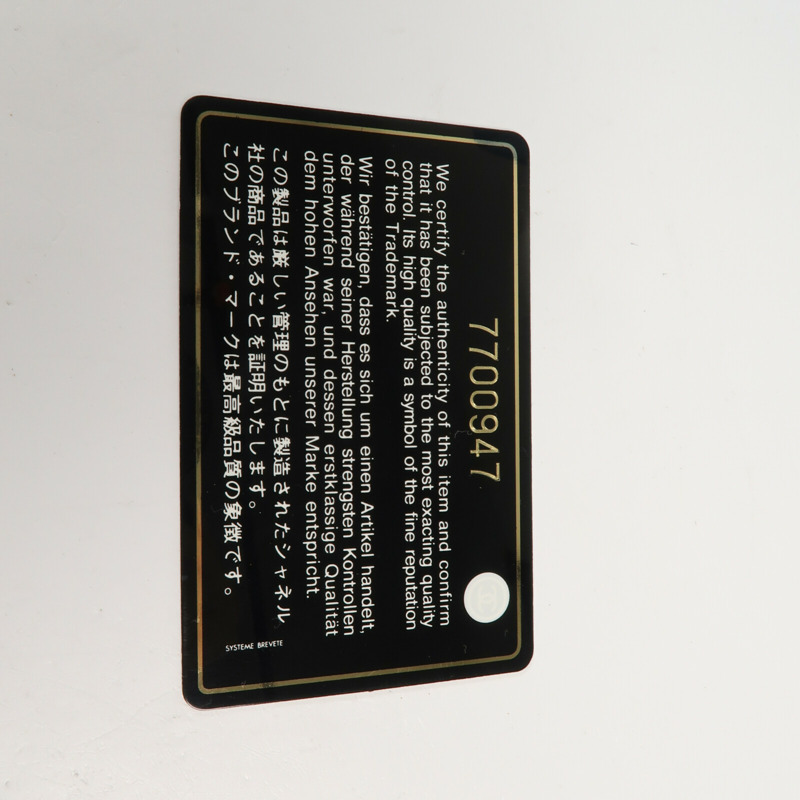 7700947
We certify the authenticity of this item and confirm
that it has been subjected to the most exacting quality
control. Its high quality is a symbol of the fine reputation
of the Trademark.
Wir bestätigen, dass es sich um einen Artikel handelt,
der während seiner Herstellung strengsten Kontrollen
unterworfen war, und dessen erstklassige Qualität
dem hohen Ansehen unserer Marke entspricht.
この製品は厳しい管理のもとに製造されたシャネル
社の商品であることを証明いたします。
このブランド・マークは最高級品質の象徴です。
SYSTEME BREVETE